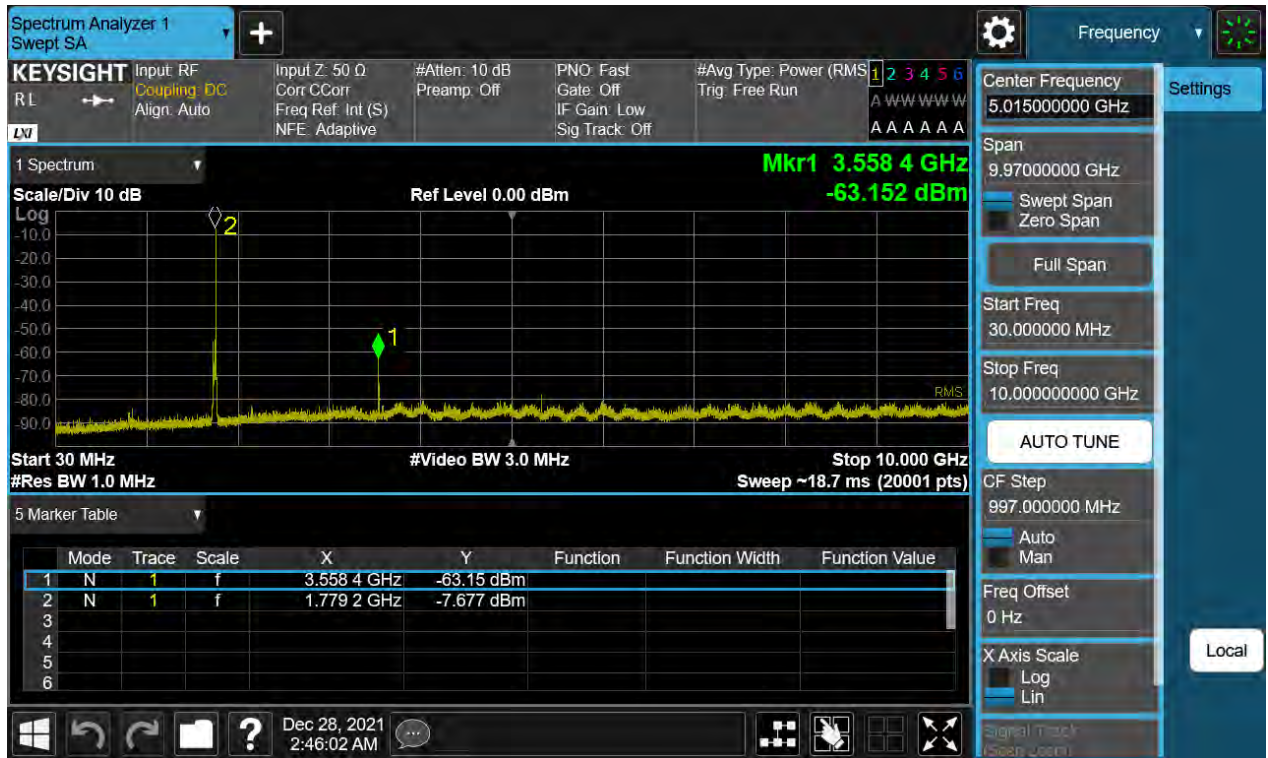 Spectrum Analyzer 1
Swept SA
+
Frequency
KEYSIGHT
RL
LXI
Input: RF
Coupling: DC
Align: Auto
Input Z: 50 Ω
Corr CCorr
Freq Ref: Int (S)
NFE: Adaptive
#Atten: 10 dB
Preamp: Off
PNO: Fast
Gate: Off
IF Gain: Low
Sig Track: Off
#Avg Type: Power (RMS
Trig: Free Run
1 2 3 4 5 6
A W W W W W
A A A A A A
1 Spectrum
Mkr1 3.558 4 GHz
Scale/Div 10 dB
Ref Level 0.00 dBm
-63.152 dBm
Log
-10.0
-20.0
-30.0
-40.0
-50.0
-60.0
-70.0
-80.0
-90.0
2
1
RMS
Start 30 MHz
#Video BW 3.0 MHz
Stop 10.000 GHz
#Res BW 1.0 MHz
Sweep ~18.7 ms (20001 pts)
5 Marker Table
Mode Trace Scale X Y Function Function Width Function Value
1 N 1 f 3.558 4 GHz -63.15 dBm
2 N 1 f 1.779 2 GHz -7.677 dBm
3
4
5
6
?
Dec 28, 2021
2:46:02 AM
Center Frequency
5.015000000 GHz
Settings
Span
9.97000000 GHz
Swept Span
Zero Span
Full Span
Start Freq
30.000000 MHz
Stop Freq
10.000000000 GHz
AUTO TUNE
CF Step
997.000000 MHz
Auto
Man
Freq Offset
0 Hz
X Axis Scale
Log
Lin
Local
Signal Track
(Span Zoom)